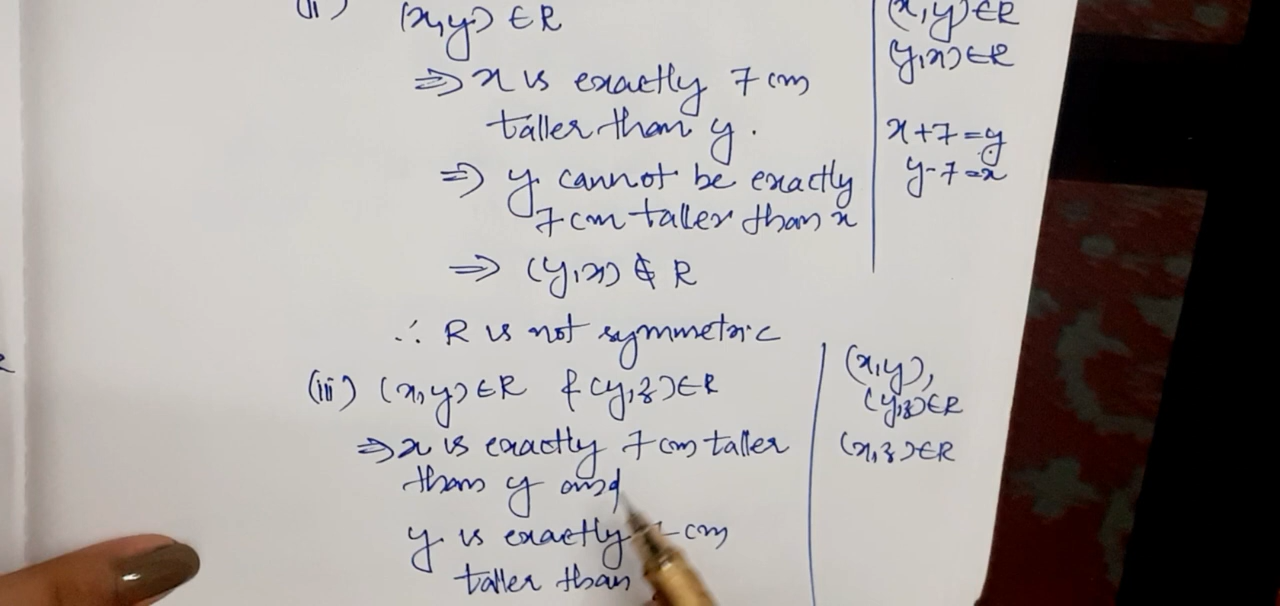 (ii) (x,y) ∈ R
⇒ x is exactly 7 cm
taller than y.
⇒ y cannot be exactly
7 cm taller than x
⇒ (y,x) ∉ R
∴ R is not symmetric
(x,y) ∈ R
(y,x) ∈ R
x+7=y
y-7=x
(iii) (x,y) ∈ R & (y,z) ∈ R
⇒ x is exactly 7 cm taller
than y and
y is exactly cm
taller than
(x,y),
(y,z) ∈ R
(x,z) ∈ R